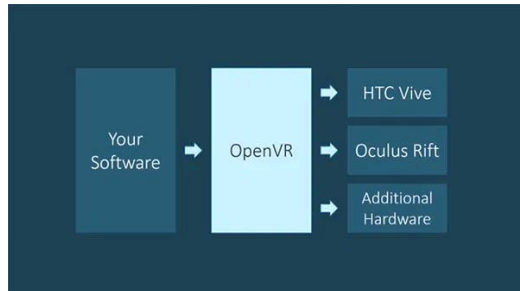 Your
Software
OpenVR
HTC Vive
Oculus Rift
Additional
Hardware